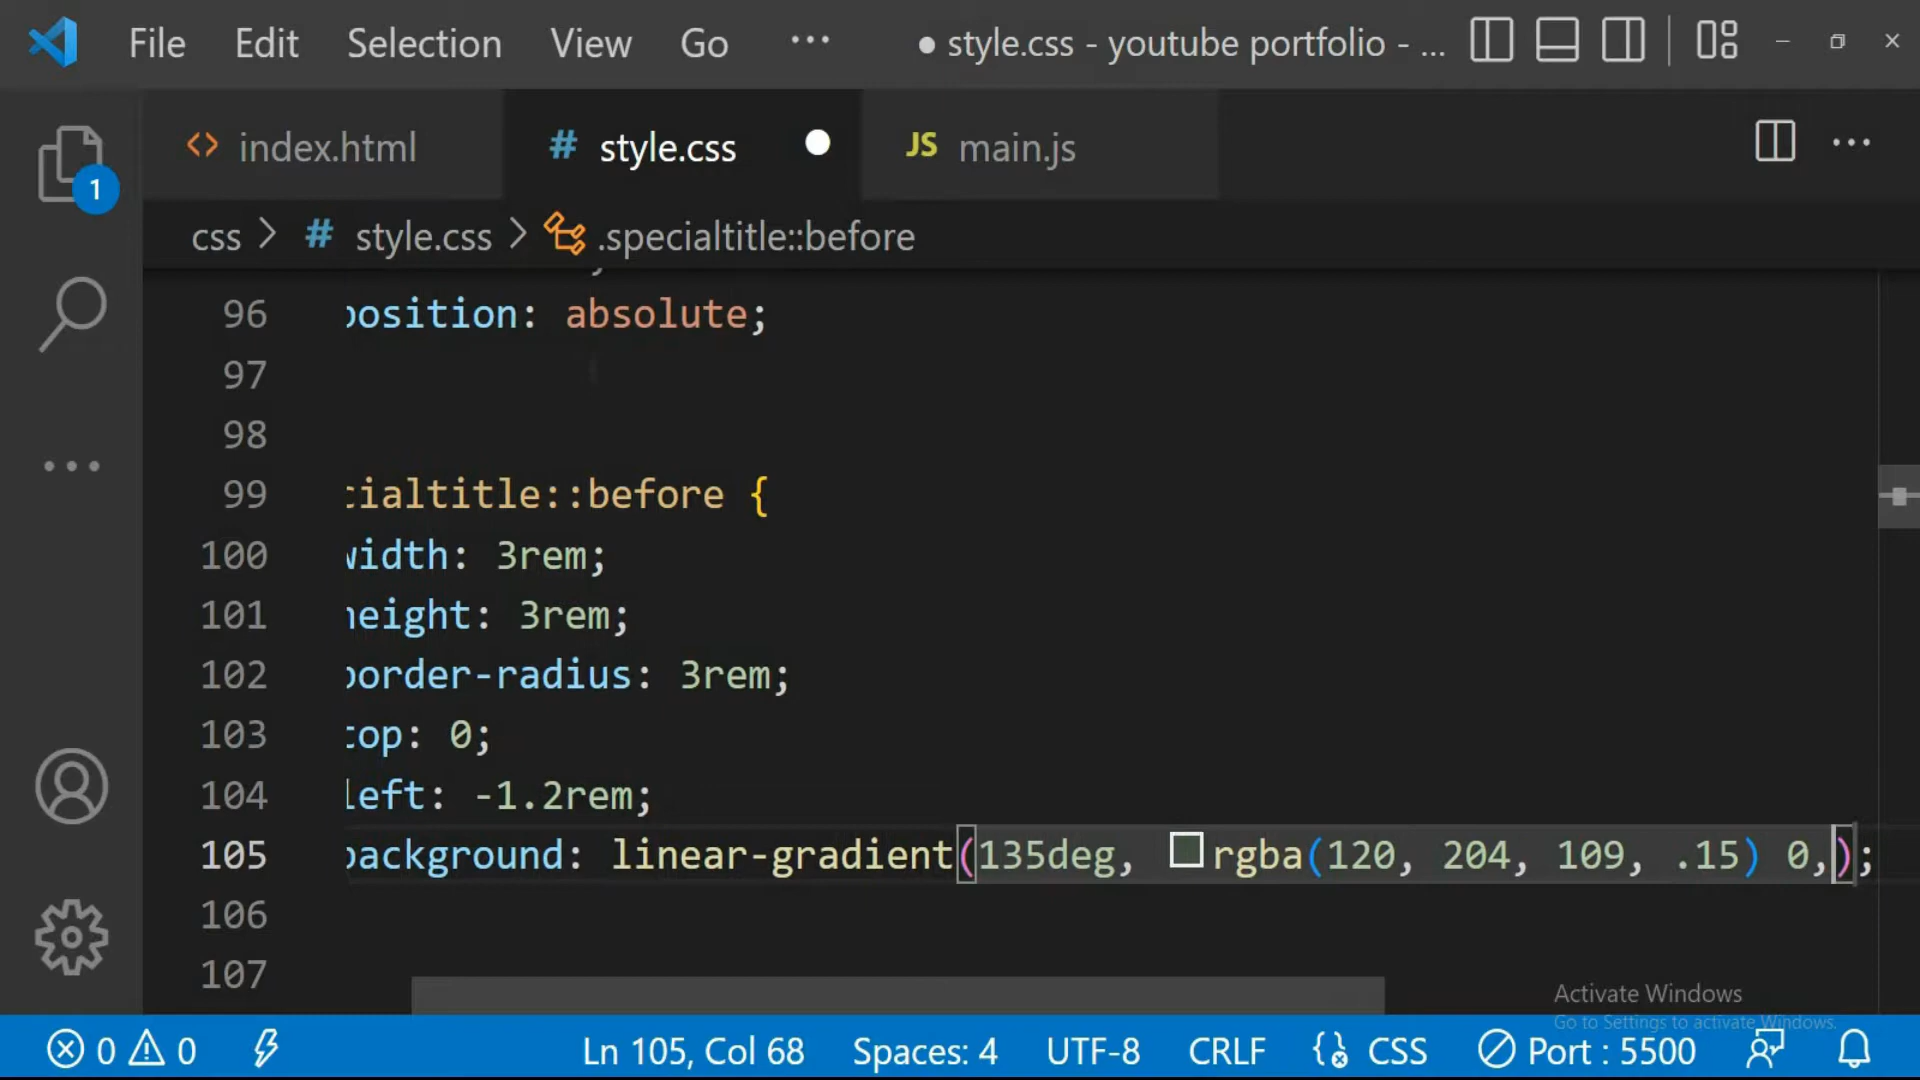 File Edit Selection View Go ··· ● style.css - youtube portfolio - ...
index.html # style.css JS main.js ···
1
css > # style.css > .specialtitle::before
96 position: absolute;
97
98
99 cialtitle::before {
100 width: 3rem;
101 height: 3rem;
102 border-radius: 3rem;
103 top: 0;
104 left: -1.2rem;
105 background: linear-gradient(135deg, rgba(120, 204, 109, .15) 0,);
106
107
Activate Windows
Go to Settings to activate Windows.
0 0 Ln 105, Col 68 Spaces: 4 UTF-8 CRLF CSS Port : 5500